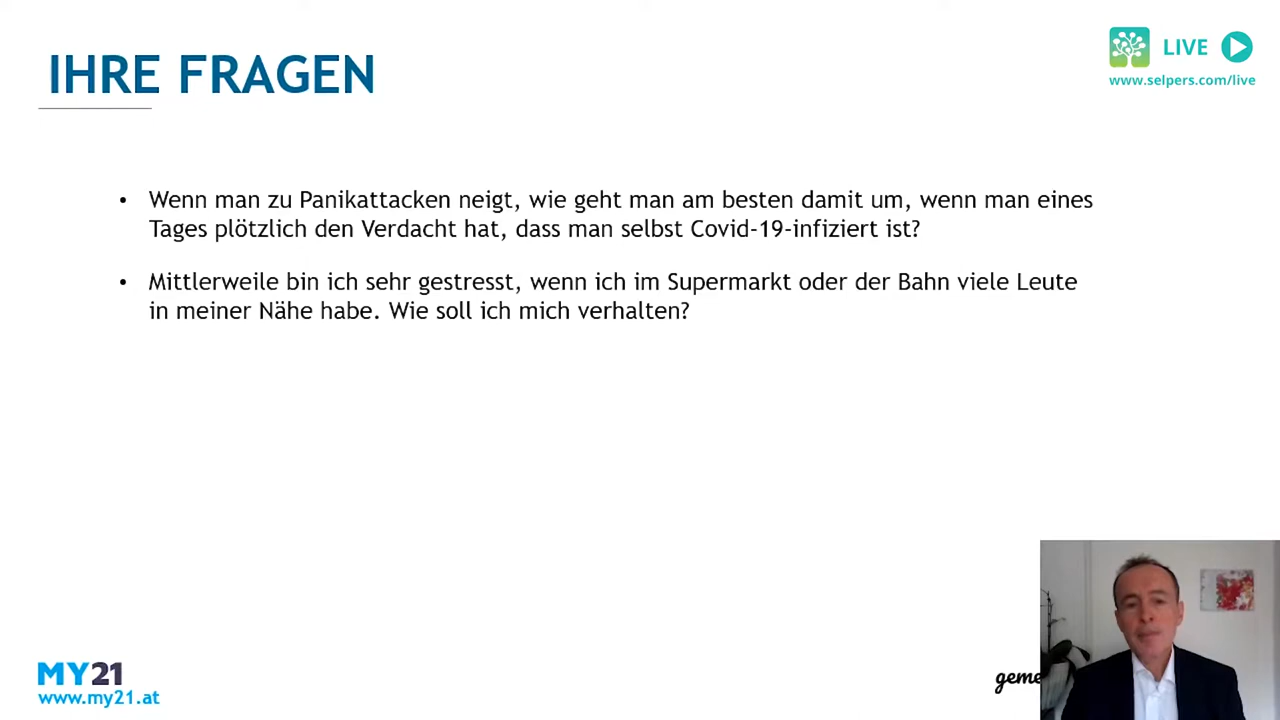 IHRE FRAGEN
LIVE
www.selpers.com/live
• Wenn man zu Panikattacken neigt, wie geht man am besten damit um, wenn man eines
Tages plötzlich den Verdacht hat, dass man selbst Covid-19-infiziert ist?
• Mittlerweile bin ich sehr gestresst, wenn ich im Supermarkt oder der Bahn viele Leute
in meiner Nähe habe. Wie soll ich mich verhalten?
MY21
www.my21.at